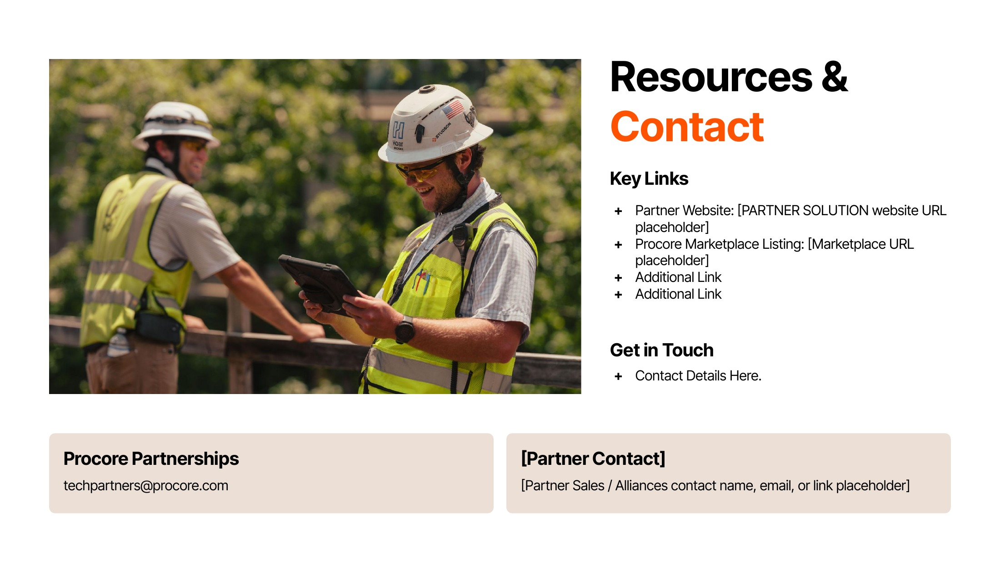 Hoar
BROOKS
STUDSON
Resources &
Contact
Key Links
+ Partner Website: [PARTNER SOLUTION website URL
placeholder]
+ Procore Marketplace Listing: [Marketplace URL
placeholder]
+ Additional Link
+ Additional Link
Get in Touch
+ Contact Details Here.
Procore Partnerships
techpartners@procore.com
[Partner Contact]
[Partner Sales / Alliances contact name, email, or link placeholder]